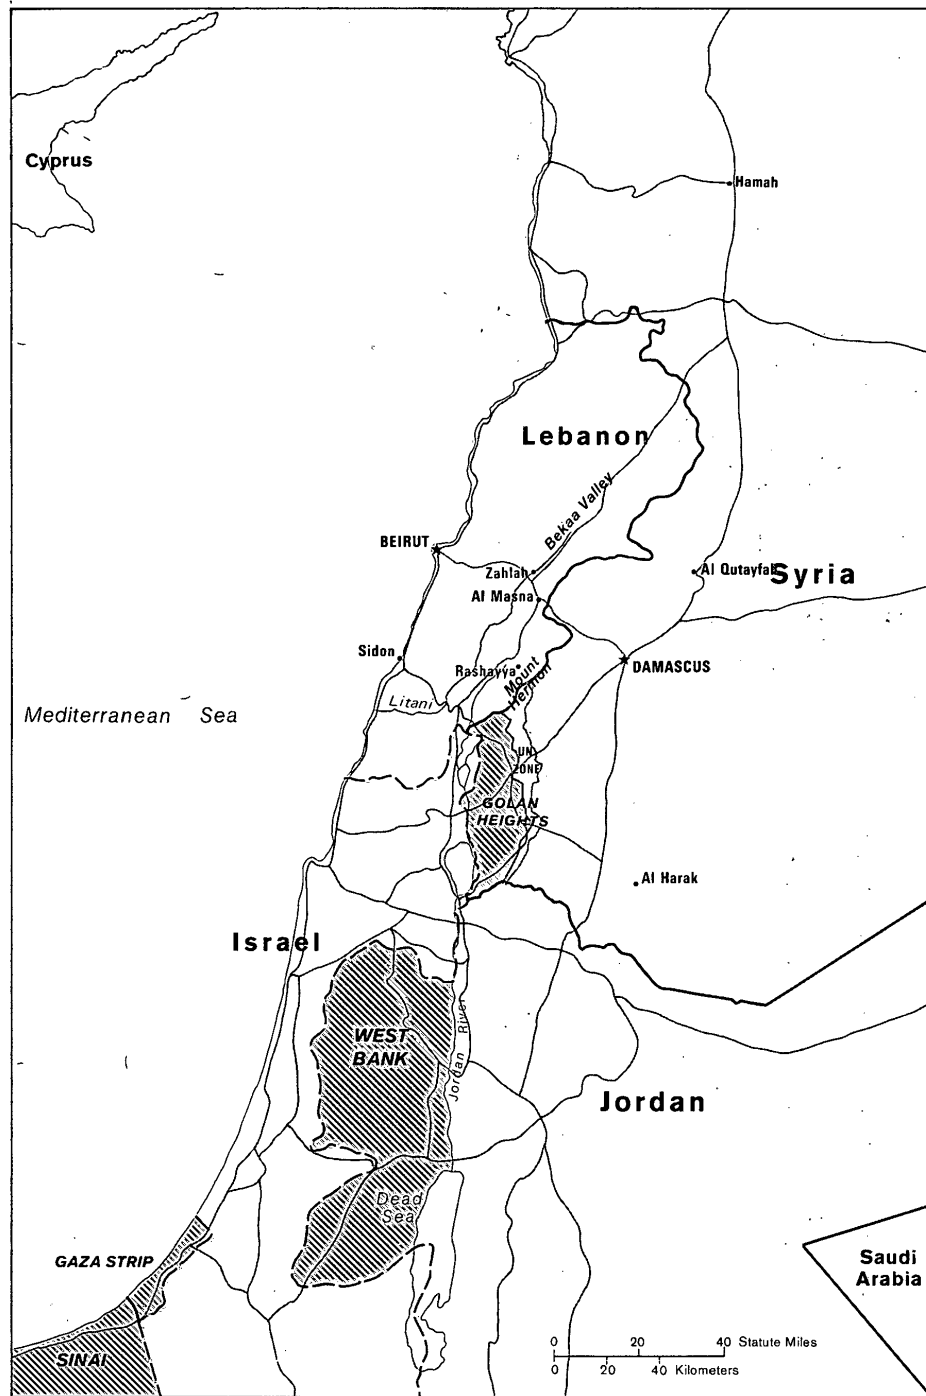 Cyprus
Hamah
Lebanon
Bekaa Valley
BEIRUT
Zahlah
Al Qutayfah
Syria
Al Masna
Sidon
Rashayya
Mount
Hermon
DAMASCUS
Litani
Mediterranean Sea
UN
ZONE
GOLAN
HEIGHTS
Al Harak
Israel
Jordan River
WEST
BANK
Jordan
Dead
Sea
GAZA STRIP
Saudi
Arabia
SINAI
0 20 40 Statute Miles
0 20 40 Kilometers